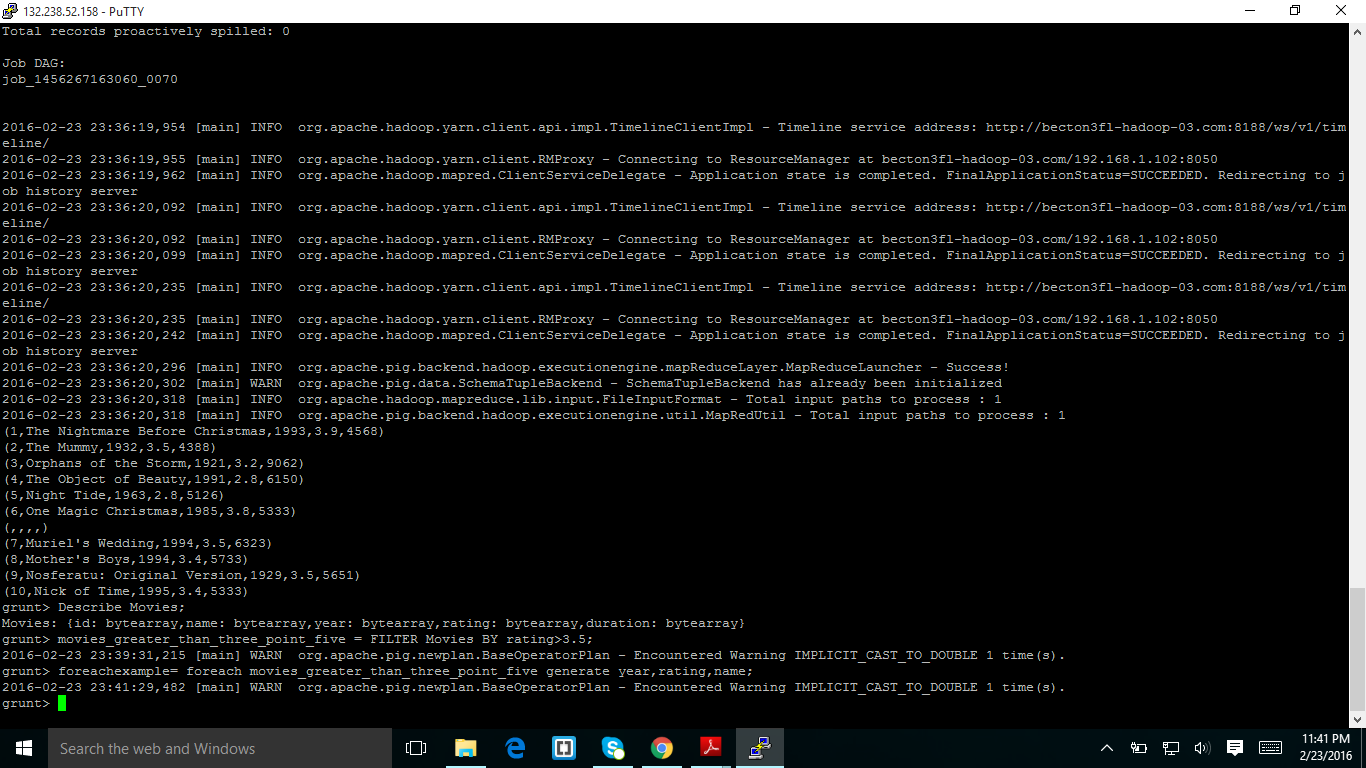 132.238.52.158 - PuTTY
Total records proactively spilled: 0
Job DAG:
job_1456267163060_0070
2016-02-23 23:36:19,954 [main] INFO  org.apache.hadoop.yarn.client.api.impl.TimelineClientImpl - Timeline service address: http://becton3fl-hadoop-03.com:8188/ws/v1/tim
eline/
2016-02-23 23:36:19,955 [main] INFO  org.apache.hadoop.yarn.client.RMProxy - Connecting to ResourceManager at becton3fl-hadoop-03.com/192.168.1.102:8050
2016-02-23 23:36:19,962 [main] INFO  org.apache.hadoop.mapred.ClientServiceDelegate - Application state is completed. FinalApplicationStatus=SUCCEEDED. Redirecting to j
ob history server
2016-02-23 23:36:20,092 [main] INFO  org.apache.hadoop.yarn.client.api.impl.TimelineClientImpl - Timeline service address: http://becton3fl-hadoop-03.com:8188/ws/v1/tim
eline/
2016-02-23 23:36:20,092 [main] INFO  org.apache.hadoop.yarn.client.RMProxy - Connecting to ResourceManager at becton3fl-hadoop-03.com/192.168.1.102:8050
2016-02-23 23:36:20,099 [main] INFO  org.apache.hadoop.mapred.ClientServiceDelegate - Application state is completed. FinalApplicationStatus=SUCCEEDED. Redirecting to j
ob history server
2016-02-23 23:36:20,235 [main] INFO  org.apache.hadoop.yarn.client.api.impl.TimelineClientImpl - Timeline service address: http://becton3fl-hadoop-03.com:8188/ws/v1/tim
eline/
2016-02-23 23:36:20,235 [main] INFO  org.apache.hadoop.yarn.client.RMProxy - Connecting to ResourceManager at becton3fl-hadoop-03.com/192.168.1.102:8050
2016-02-23 23:36:20,242 [main] INFO  org.apache.hadoop.mapred.ClientServiceDelegate - Application state is completed. FinalApplicationStatus=SUCCEEDED. Redirecting to j
ob history server
2016-02-23 23:36:20,296 [main] INFO  org.apache.pig.backend.hadoop.executionengine.mapReduceLayer.MapReduceLauncher - Success!
2016-02-23 23:36:20,302 [main] WARN  org.apache.pig.data.SchemaTupleBackend - SchemaTupleBackend has already been initialized
2016-02-23 23:36:20,318 [main] INFO  org.apache.hadoop.mapreduce.lib.input.FileInputFormat - Total input paths to process : 1
2016-02-23 23:36:20,318 [main] INFO  org.apache.pig.backend.hadoop.executionengine.util.MapRedUtil - Total input paths to process : 1
(1,The Nightmare Before Christmas,1993,3.9,4568)
(2,The Mummy,1932,3.5,4388)
(3,Orphans of the Storm,1921,3.2,9062)
(4,The Object of Beauty,1991,2.8,6150)
(5,Night Tide,1963,2.8,5126)
(6,One Magic Christmas,1985,3.8,5333)
(,,,,)
(7,Muriel's Wedding,1994,3.5,6323)
(8,Mother's Boys,1994,3.4,5733)
(9,Nosferatu: Original Version,1929,3.5,5651)
(10,Nick of Time,1995,3.4,5333)
grunt> Describe Movies;
Movies: {id: bytearray,name: bytearray,year: bytearray,rating: bytearray,duration: bytearray}
grunt> movies_greater_than_three_point_five = FILTER Movies BY rating>3.5;
2016-02-23 23:39:31,215 [main] WARN  org.apache.pig.newplan.BaseOperatorPlan - Encountered Warning IMPLICIT_CAST_TO_DOUBLE 1 time(s).
grunt> foreachexample= foreach movies_greater_than_three_point_five generate year,rating,name;
2016-02-23 23:41:29,482 [main] WARN  org.apache.pig.newplan.BaseOperatorPlan - Encountered Warning IMPLICIT_CAST_TO_DOUBLE 1 time(s).
grunt>
Search the web and Windows
11:41 PM
2/23/2016